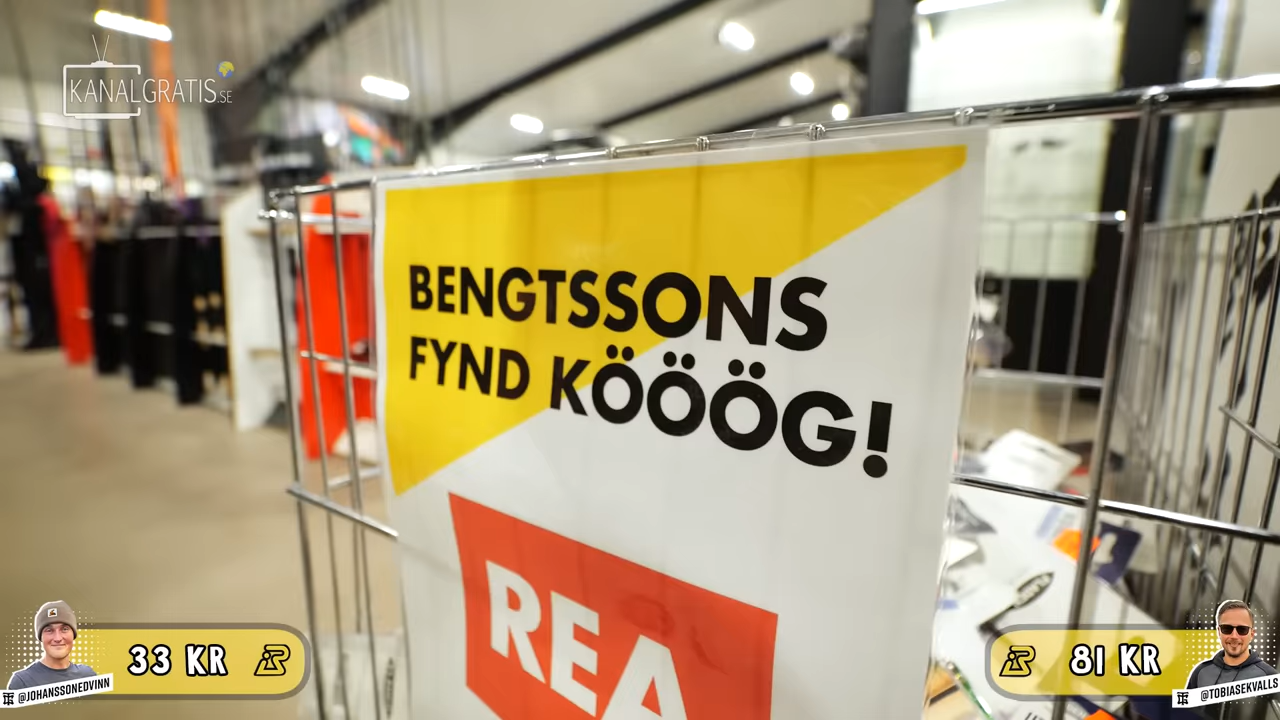 KANALGRATIS.SE
BENGTSSONS
FYND KÖÖÖG!
REA
33 KR
@JOHANSSONEDVINN
81 KR
@TOBIASEKVALLS